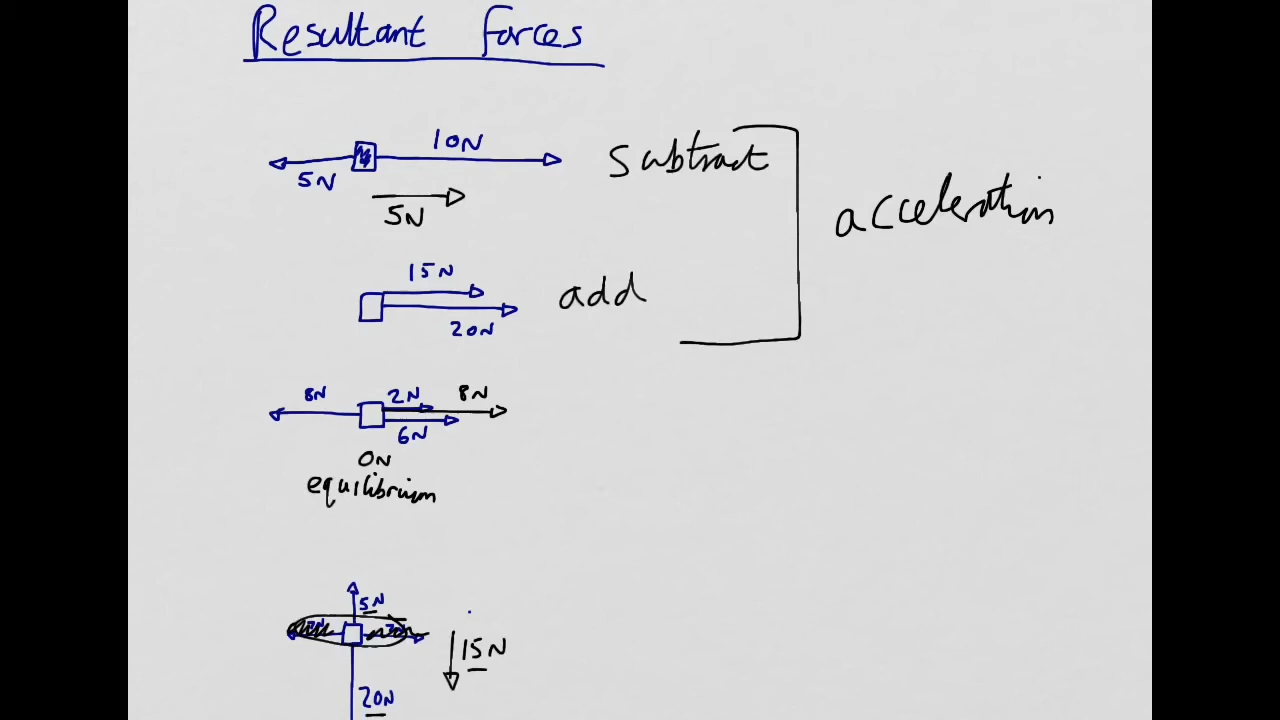 Resultant Forces
10N
subtract
5N
5N
acceleration
15N
add
20N
8N 2N 8N
6N
0N
equilibrium
5N
15N
20N